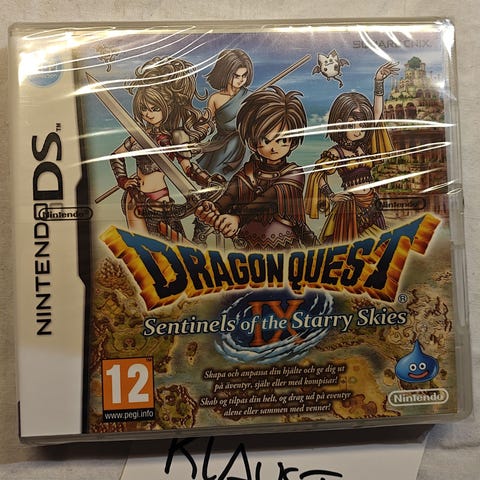 SQUARE ENIX
NINTENDO DS™
Nintendo
Nintendo
DRAGON QUEST®
IX
Sentinels of the Starry Skies
12
www.pegi.info
Skapa och anpassa din hjälte och ge dig ut
på äventyr, själv eller med kompisar!
Skab og tilpas din helt, og drag ud på eventyr
alene eller sammen med venner!
Nintendo